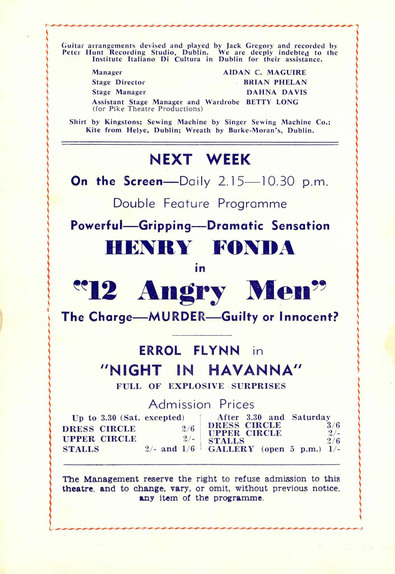 Guitar arrangements devised and played by Jack Gregory and recorded by
Peter Hunt Recording Studio, Dublin. We are deeply indebted to the
Institute Italiano Di Cultura in Dublin for their assistance.
Manager AIDAN C. MAGUIRE
Stage Director BRIAN PHELAN
Stage Manager DAHNA DAVIS
Assistant Stage Manager and Wardrobe BETTY LONG
(for Pike Theatre Productions)
Shirt by Kingstons; Sewing Machine by Singer Sewing Machine Co.;
Kite from Helye, Dublin; Wreath by Burke-Moran's, Dublin.
NEXT WEEK
On the Screen—Daily 2.15—10.30 p.m.
Double Feature Programme
Powerful—Gripping—Dramatic Sensation
HENRY FONDA
in
"12 Angry Men"
The Charge—MURDER—Guilty or Innocent?
ERROL FLYNN in
"NIGHT IN HAVANNA"
FULL OF EXPLOSIVE SURPRISES
Admission Prices
Up to 3.30 (Sat. excepted)
DRESS CIRCLE 2/6
UPPER CIRCLE 2/-
STALLS 2/- and 1/6
After 3.30 and Saturday
DRESS CIRCLE 3/6
UPPER CIRCLE 2/-
STALLS 2/6
GALLERY (open 5 p.m.) 1/-
The Management reserve the right to refuse admission to this
theatre, and to change, vary, or omit, without previous notice,
any item of the programme.